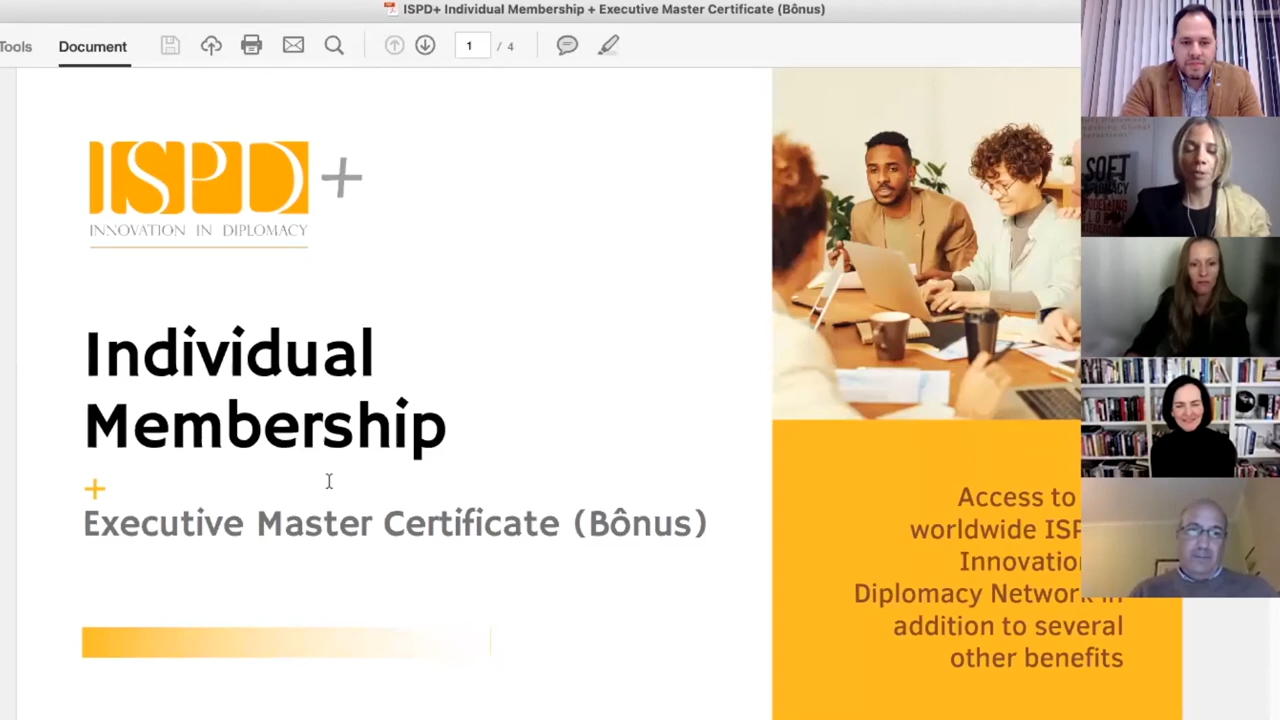 ISPD+ Individual Membership + Executive Master Certificate (Bônus)
Tools
Document
1
/ 4
ISPD+
INNOVATION IN DIPLOMACY
Individual
Membership
+
Executive Master Certificate (Bônus)
Access to
worldwide
Innovation
Diplomacy Network in
addition to several
other benefits
SOFT